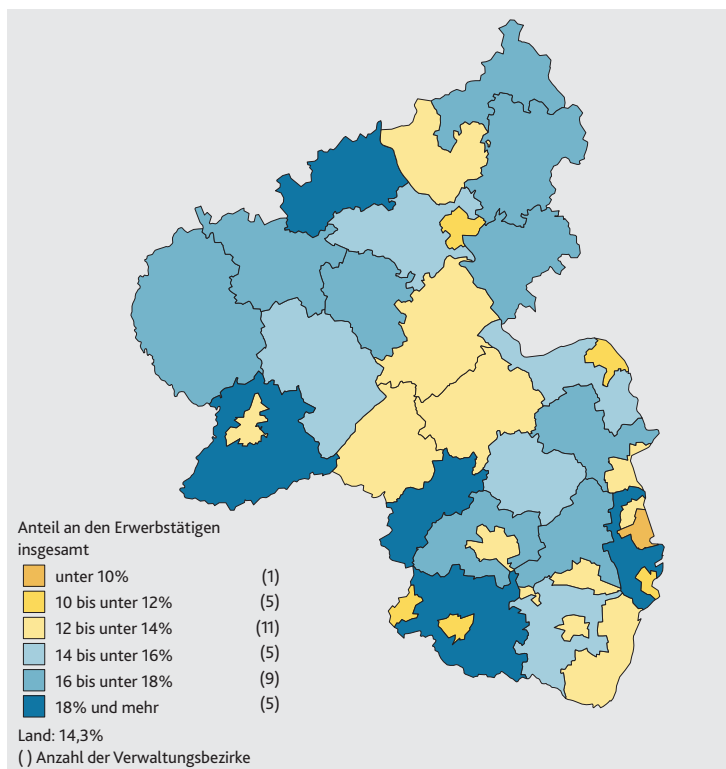 Anteil an den Erwerbstätigen
insgesamt
unter 10% (1)
10 bis unter 12% (5)
12 bis unter 14% (11)
14 bis unter 16% (5)
16 bis unter 18% (9)
18% und mehr (5)
Land: 14,3%
( ) Anzahl der Verwaltungsbezirke